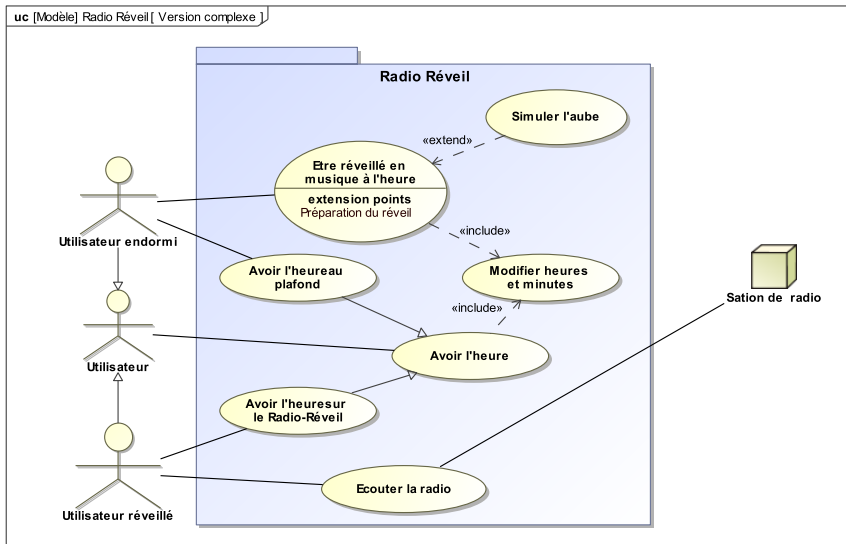 uc [Modèle] Radio Réveil [ Version complexe ]
Radio Réveil
Simuler l'aube
«extend»
Etre réveillé en
musique à l'heure
extension points
Préparation du réveil
Utilisateur endormi
«include»
Avoir l'heureau
plafond
Modifier heures
et minutes
Sation de radio
«include»
Utilisateur
Avoir l'heure
Avoir l'heuresur
le Radio-Réveil
Ecouter la radio
Utilisateur réveillé